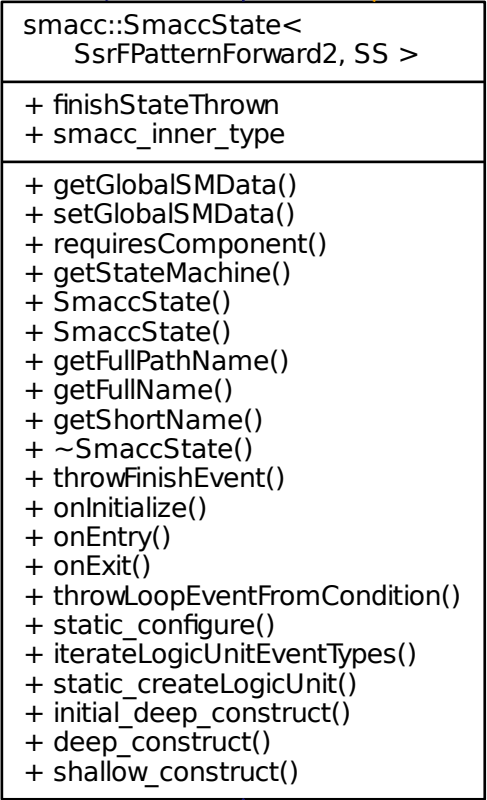 smacc::SmaccState<
SsrFPatternForward2, SS >
+ finishStateThrown
+ smacc_inner_type
+ getGlobalSMData()
+ setGlobalSMData()
+ requiresComponent()
+ getStateMachine()
+ SmaccState()
+ SmaccState()
+ getFullPathName()
+ getFullName()
+ getShortName()
+ ~SmaccState()
+ throwFinishEvent()
+ onInitialize()
+ onEntry()
+ onExit()
+ throwLoopEventFromCondition()
+ static_configure()
+ iterateLogicUnitEventTypes()
+ static_createLogicUnit()
+ initial_deep_construct()
+ deep_construct()
+ shallow_construct()